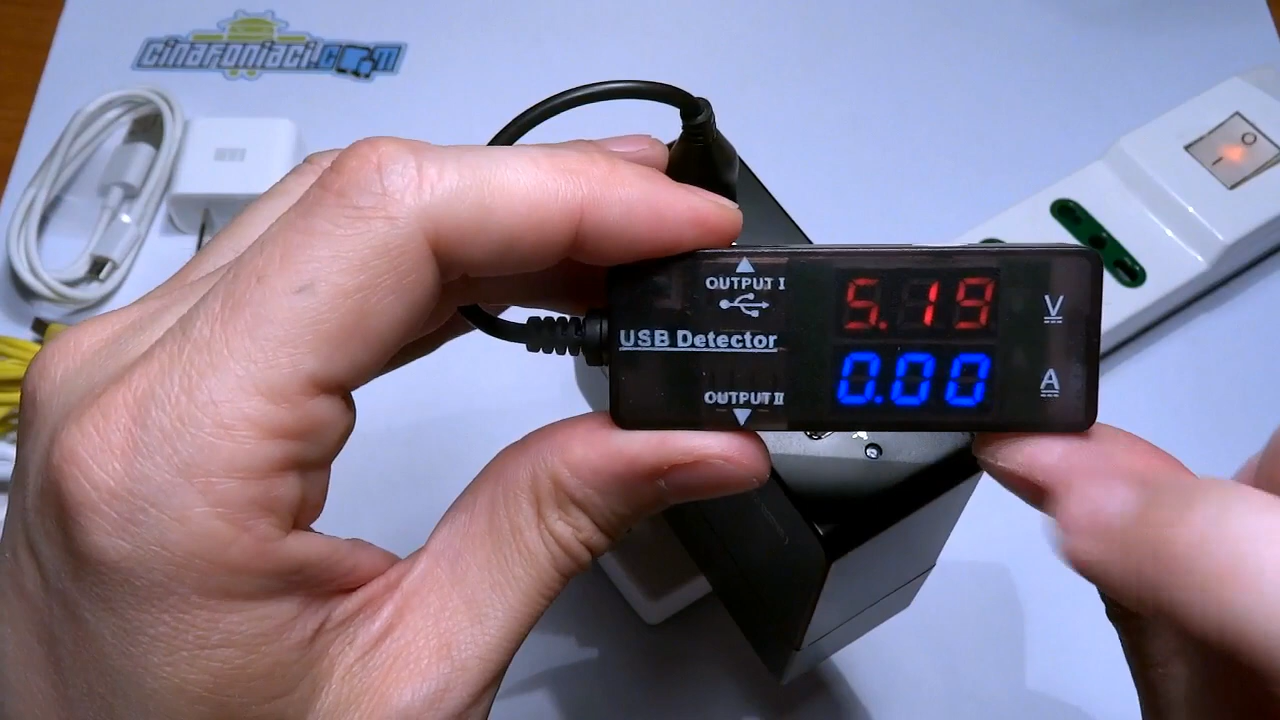 cinafoniaci.com
OUTPUT I
5.19 V
USB Detector
0.00 A
OUTPUT II